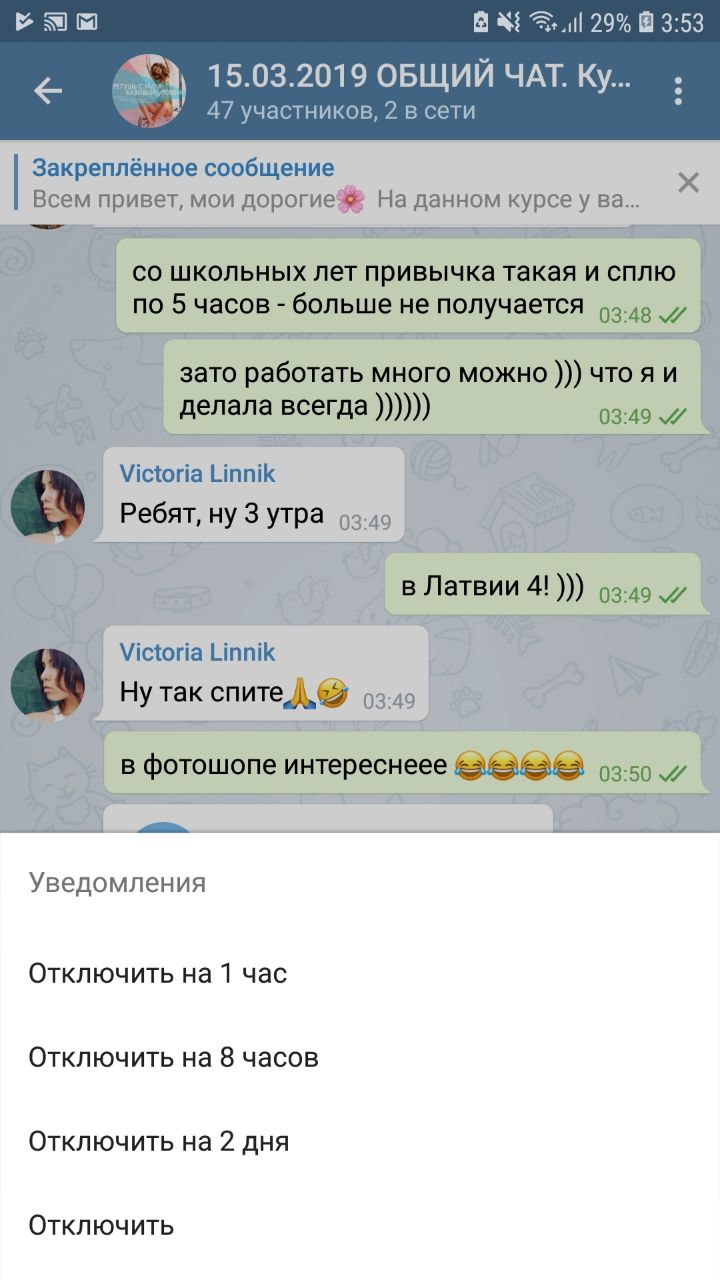 29% 3:53
15.03.2019 ОБЩИЙ ЧАТ. Ку...
47 участников, 2 в сети
РЕТУШЬ С НУЛЯ
БАЗОВЫЙ УРОВЕНЬ
Закреплённое сообщение
Всем привет, мои дорогие🌸 На данном курсе у ва...
со школьных лет привычка такая и сплю
по 5 часов - больше не получается 03:48
зато работать много можно ))) что я и
делала всегда )))))) 03:49
Victoria Linnik
Ребят, ну 3 утра 03:49
в Латвии 4! ))) 03:49
Victoria Linnik
Ну так спите🙏🤣 03:49
в фотошопе интереснеее 😂😂😂😂 03:50
Уведомления
Отключить на 1 час
Отключить на 8 часов
Отключить на 2 дня
Отключить